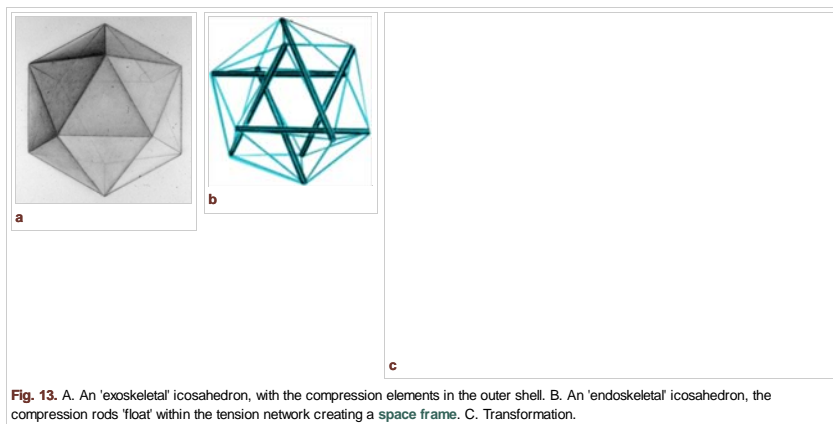 a
b
c
Fig. 13. A. An 'exoskeletal' icosahedron, with the compression elements in the outer shell. B. An 'endoskeletal' icosahedron, the
compression rods 'float' within the tension network creating a space frame. C. Transformation.